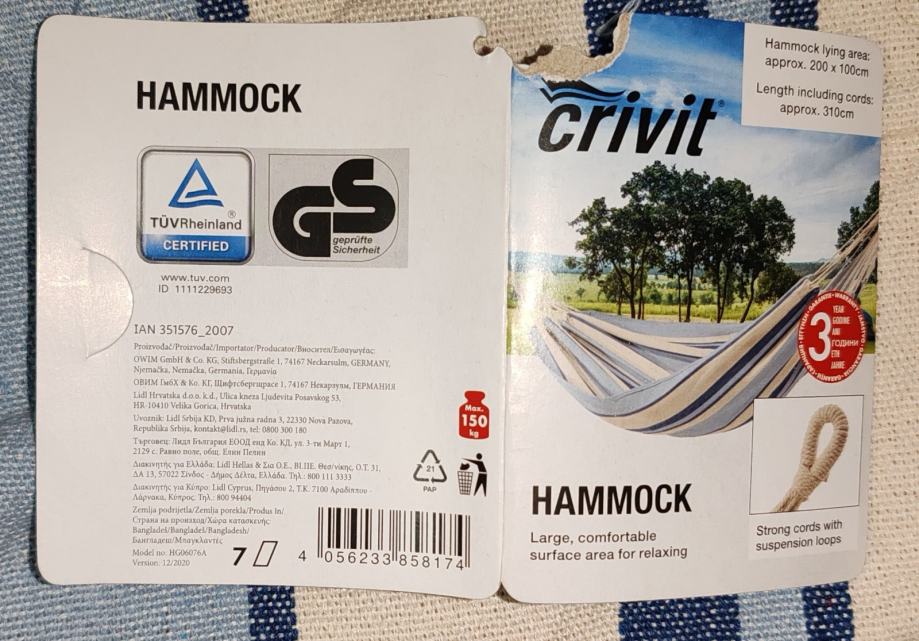 HAMMOCK
TÜVRheinland®
CERTIFIED
GS
geprüfte
Sicherheit
www.tuv.com
ID 1111229693
IAN 351576_2007
Proizvođač/Proizvođač/Importator/Producator/Вносител/Εισαγωγέας:
OWIM GmbH & Co. KG, Stiftsbergstraße 1, 74167 Neckarsulm, GERMANY,
Njemačka, Nemačka, Germania, Γερμανία
ОВИМ ГмбХ & Ко. КГ, Щифтсбергщрасе 1, 74167 Некарзулм, ГЕРМАНИЯ
Lidl Hrvatska d.o.o. k.d., Ulica kneza Ljudevita Posavskog 53,
HR-10410 Velika Gorica, Hrvatska
Uvoznik: Lidl Srbija KD, Prva južna radna 3, 22330 Nova Pazova,
Republika Srbija, kontakt@lidl.rs, tel: 0800 300 180
Търговец: Лидл България ЕООД енд Ко. КД, ул. 3-ти Март 1,
2129 с. Равно поле, общ. Елин Пелин
Διακινητής για Ελλάδα: Lidl Hellas & Σια Ο.Ε., ΒΙ.ΠΕ. Θεσ/νίκης, Ο.Τ. 31,
ΔΑ 13, 57022 Σίνδος - Δήμος Δέλτα, Ελλάδα. Τηλ.: 800 111 3333
Διακινητής για Κύπρο: Lidl Cyprus, Πηγάσου 2, Τ.Κ. 7100 Αραδίππου -
Λάρνακα, Κύπρος. Τηλ.: 800 94404
Zemlja podrijetla/Zemlja porekla/Produs în/
Страна на произход/Χώρα κατασκευής:
Bangladeš/Bangladeš/Bangladesh/
Бангладеш/Μπαγκλαντές
Model no: HG06076A
Version: 12/2020
7
Max.
150
kg
21
PAP
4 056233 858174
crivit®
Hammock lying area:
approx. 200 x 100cm
Length including cords:
approx. 310cm
3
YEAR
GODINE
ANI
ГОДИНИ
ΕΤΗ
JAHRE
HAMMOCK
Large, comfortable
surface area for relaxing
Strong cords with
suspension loops